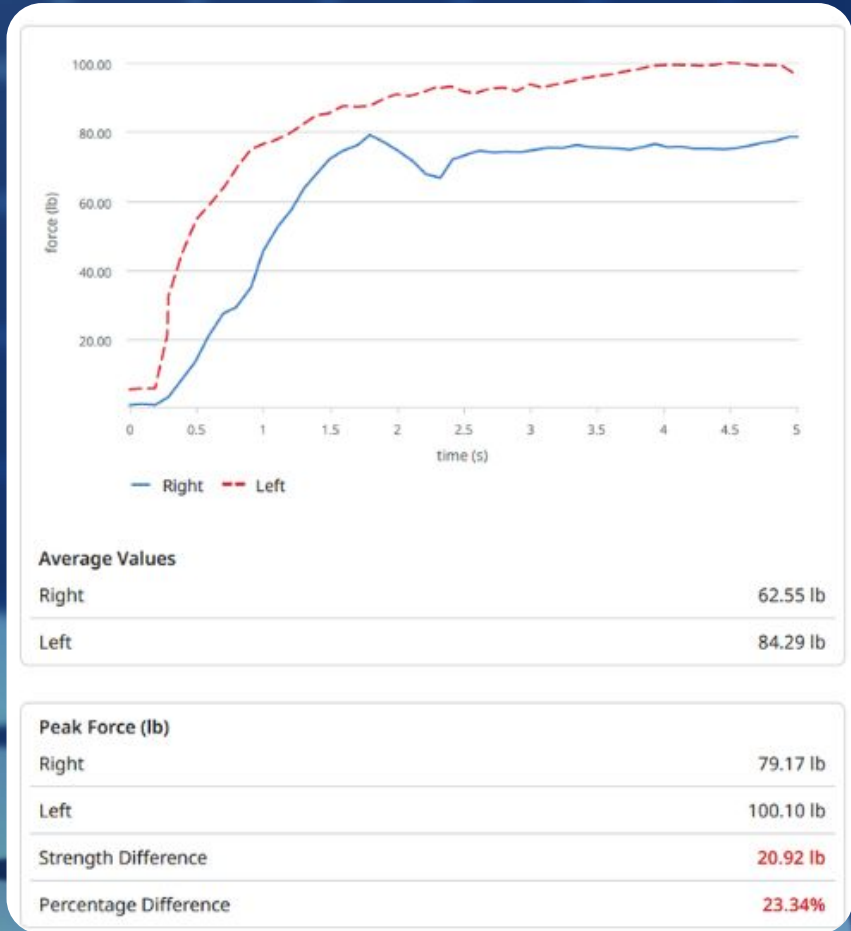 100.00
80.00
60.00
40.00
20.00
force (lb)
0 0.5 1 1.5 2 2.5 3 3.5 4 4.5 5
time (s)
Right Left
Average Values
Right 62.55 lb
Left 84.29 lb
Peak Force (lb)
Right 79.17 lb
Left 100.10 lb
Strength Difference 20.92 lb
Percentage Difference 23.34%